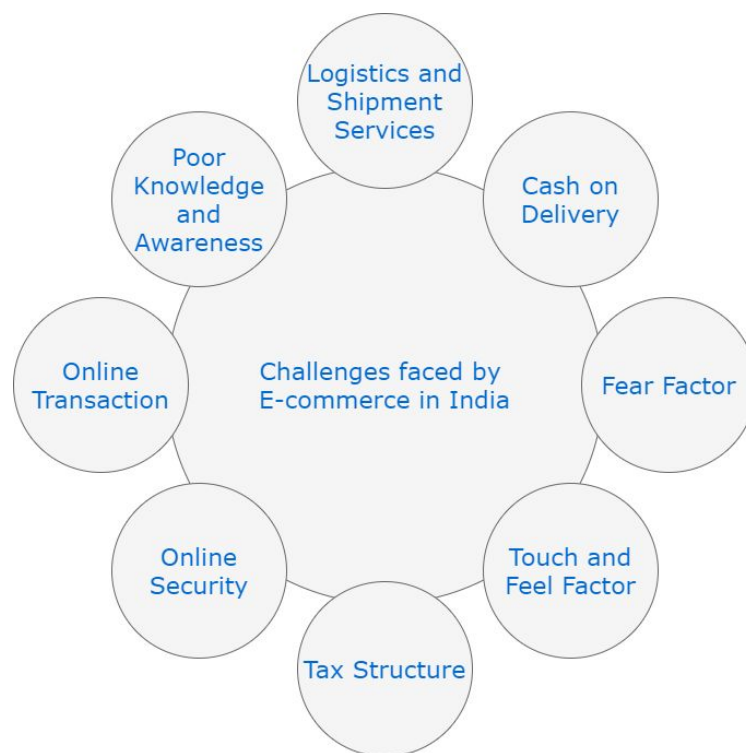 Logistics and
Shipment
Services
Poor
Knowledge
and
Awareness
Cash on
Delivery
Online
Transaction
Challenges faced by
E-commerce in India
Fear Factor
Online
Security
Touch and
Feel Factor
Tax Structure